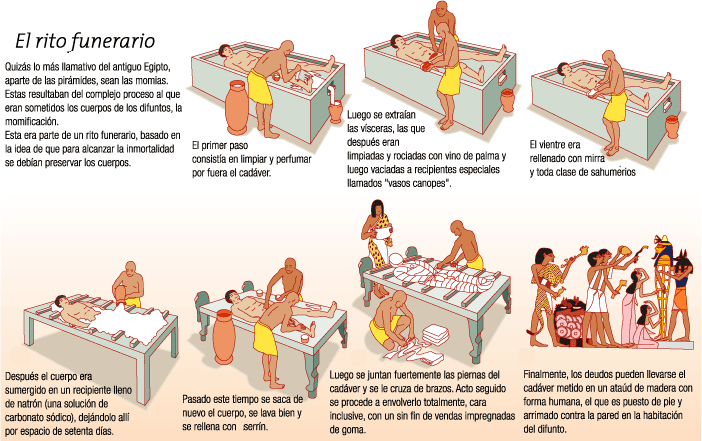 El rito funerario
Quizás lo más llamativo del antiguo Egipto,
aparte de las pirámides, sean las momias.
Estas resultaban del complejo proceso al que
eran sometidos los cuerpos de los difuntos, la
momificación.
Esta era parte de un rito funerario, basado en
la idea de que para alcanzar la inmortalidad
se debían preservar los cuerpos.
El primer paso
consistía en limpiar y perfumar
por fuera el cadáver.
Luego se extraían
las vísceras, las que
después eran
limpiadas y rociadas con vino de palma y
luego vaciadas a recipientes especiales
llamados "vasos canopes".
El vientre era
rellenado con mirra
y toda clase de sahumerios
Después el cuerpo era
sumergido en un recipiente lleno
de natrón (una solución de
carbonato sódico), dejándolo allí
por espacio de setenta días.
Pasado este tiempo se saca de
nuevo el cuerpo, se lava bien y
se rellena con serrín.
Luego se juntan fuertemente las piernas del
cadáver y se le cruza de brazos. Acto seguido
se procede a envolverlo totalmente, cara
inclusive, con un sin fin de vendas impregnadas
de goma.
Finalmente, los deudos pueden llevarse el
cadáver metido en un ataúd de madera con
forma humana, el que es puesto de pie y
arrimado contra la pared en la habitación
del difunto.